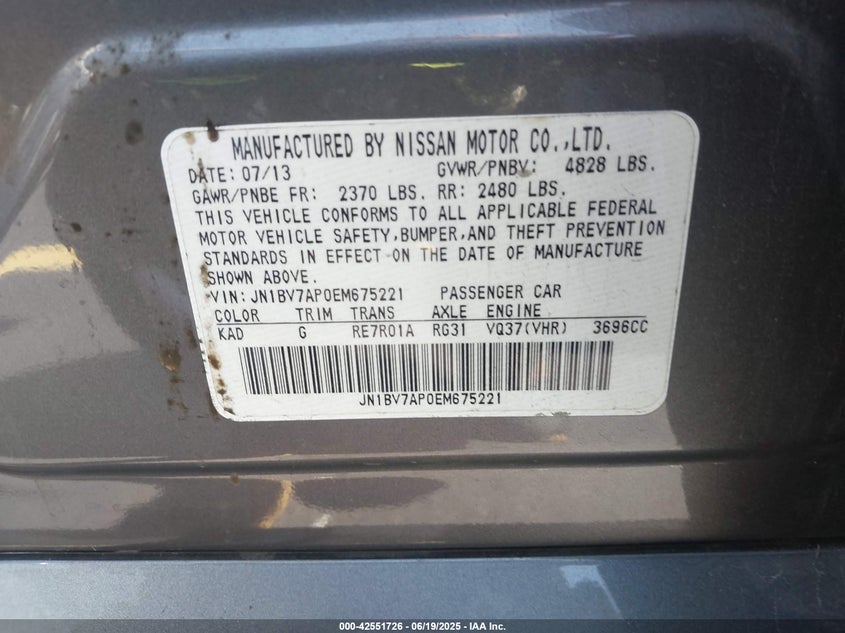 MANUFACTURED BY NISSAN MOTOR CO.,LTD.
DATE: 07/13 GVWR/PNBV: 4828 LBS.
GAWR/PNBE FR: 2370 LBS. RR: 2480 LBS.
THIS VEHICLE CONFORMS TO ALL APPLICABLE FEDERAL
MOTOR VEHICLE SAFETY,BUMPER,AND THEFT PREVENTION
STANDARDS IN EFFECT ON THE DATE OF MANUFACTURE
SHOWN ABOVE.
VIN: JN1BV7AP0EM675221 PASSENGER CAR
COLOR TRIM TRANS AXLE ENGINE
KAD G RE7R01A RG31 VQ37(VHR) 3696CC
JN1BV7AP0EM675221
000-42551726 - 06/19/2025 - IAA Inc.